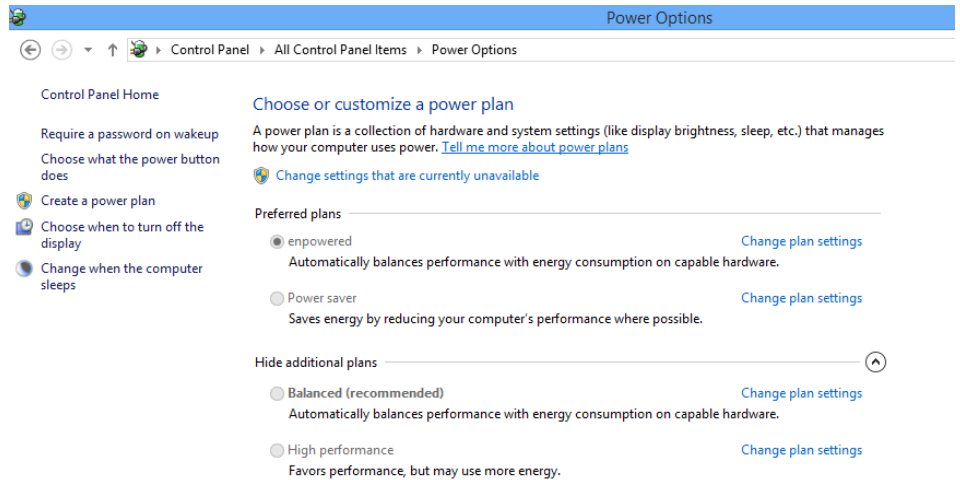 Power Options
Control Panel ▸ All Control Panel Items ▸ Power Options
Control Panel Home
Require a password on wakeup
Choose what the power button
does
Create a power plan
Choose when to turn off the
display
Change when the computer
sleeps
Choose or customize a power plan
A power plan is a collection of hardware and system settings (like display brightness, sleep, etc.) that manages
how your computer uses power. Tell me more about power plans
Change settings that are currently unavailable
Preferred plans
enpowered Change plan settings
Automatically balances performance with energy consumption on capable hardware.
Power saver Change plan settings
Saves energy by reducing your computer's performance where possible.
Hide additional plans
Balanced (recommended) Change plan settings
Automatically balances performance with energy consumption on capable hardware.
High performance Change plan settings
Favors performance, but may use more energy.